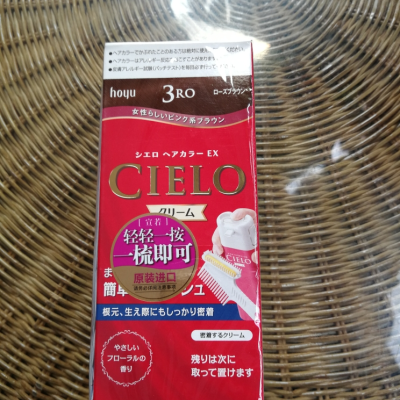 hoyu
3RO
ローズブラウン
女性らしいピンク系ブラウン
シエロ ヘアカラー EX
CIELO
クリーム
宣若
轻轻一按
一梳即可
原装进口
CIELO
根元、生え際にもしっかり密着
密着するクリーム
やさしい
フローラルの
香り
残りは次に
取って置けます